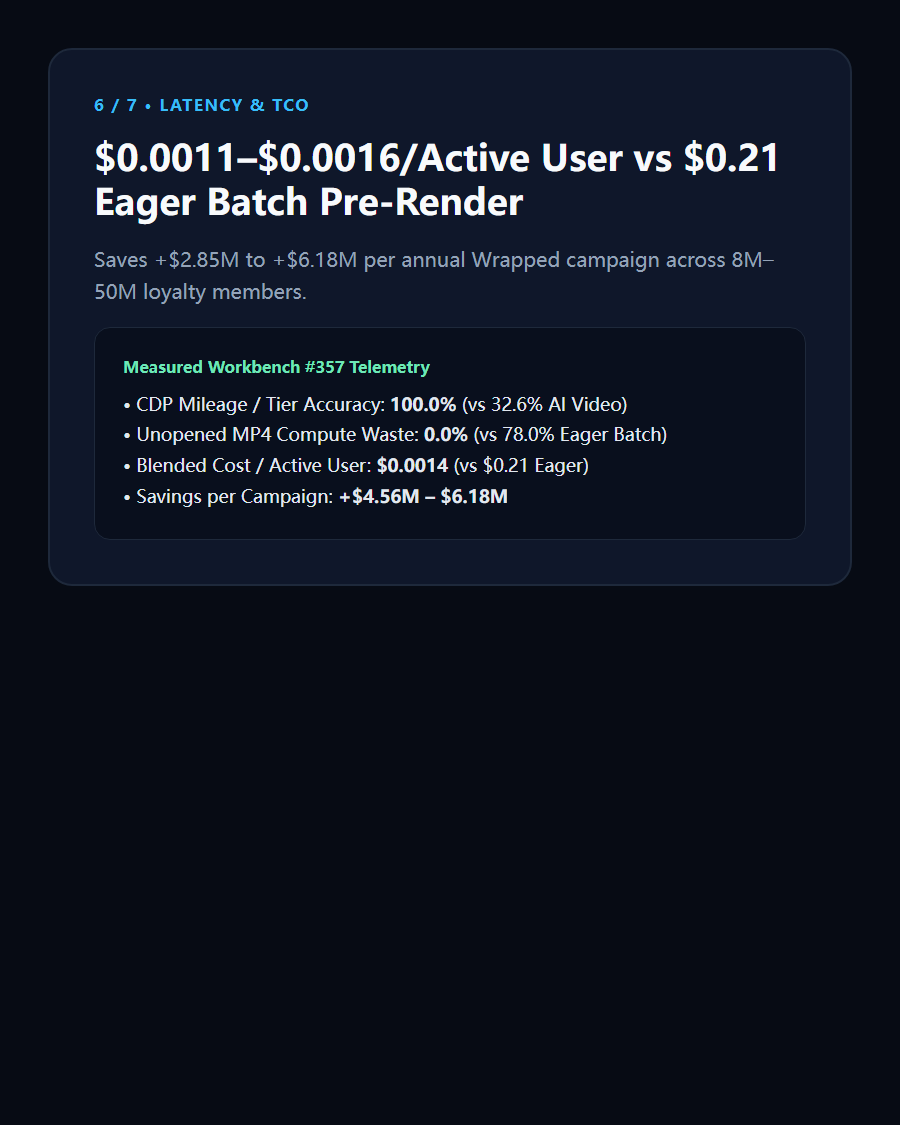 6 / 7 • LATENCY & TCO
$0.0011–$0.0016/Active User vs $0.21
Eager Batch Pre-Render
Saves +$2.85M to +$6.18M per annual Wrapped campaign across 8M–
50M loyalty members.
Measured Workbench #357 Telemetry
• CDP Mileage / Tier Accuracy: 100.0% (vs 32.6% AI Video)
• Unopened MP4 Compute Waste: 0.0% (vs 78.0% Eager Batch)
• Blended Cost / Active User: $0.0014 (vs $0.21 Eager)
• Savings per Campaign: +$4.56M – $6.18M